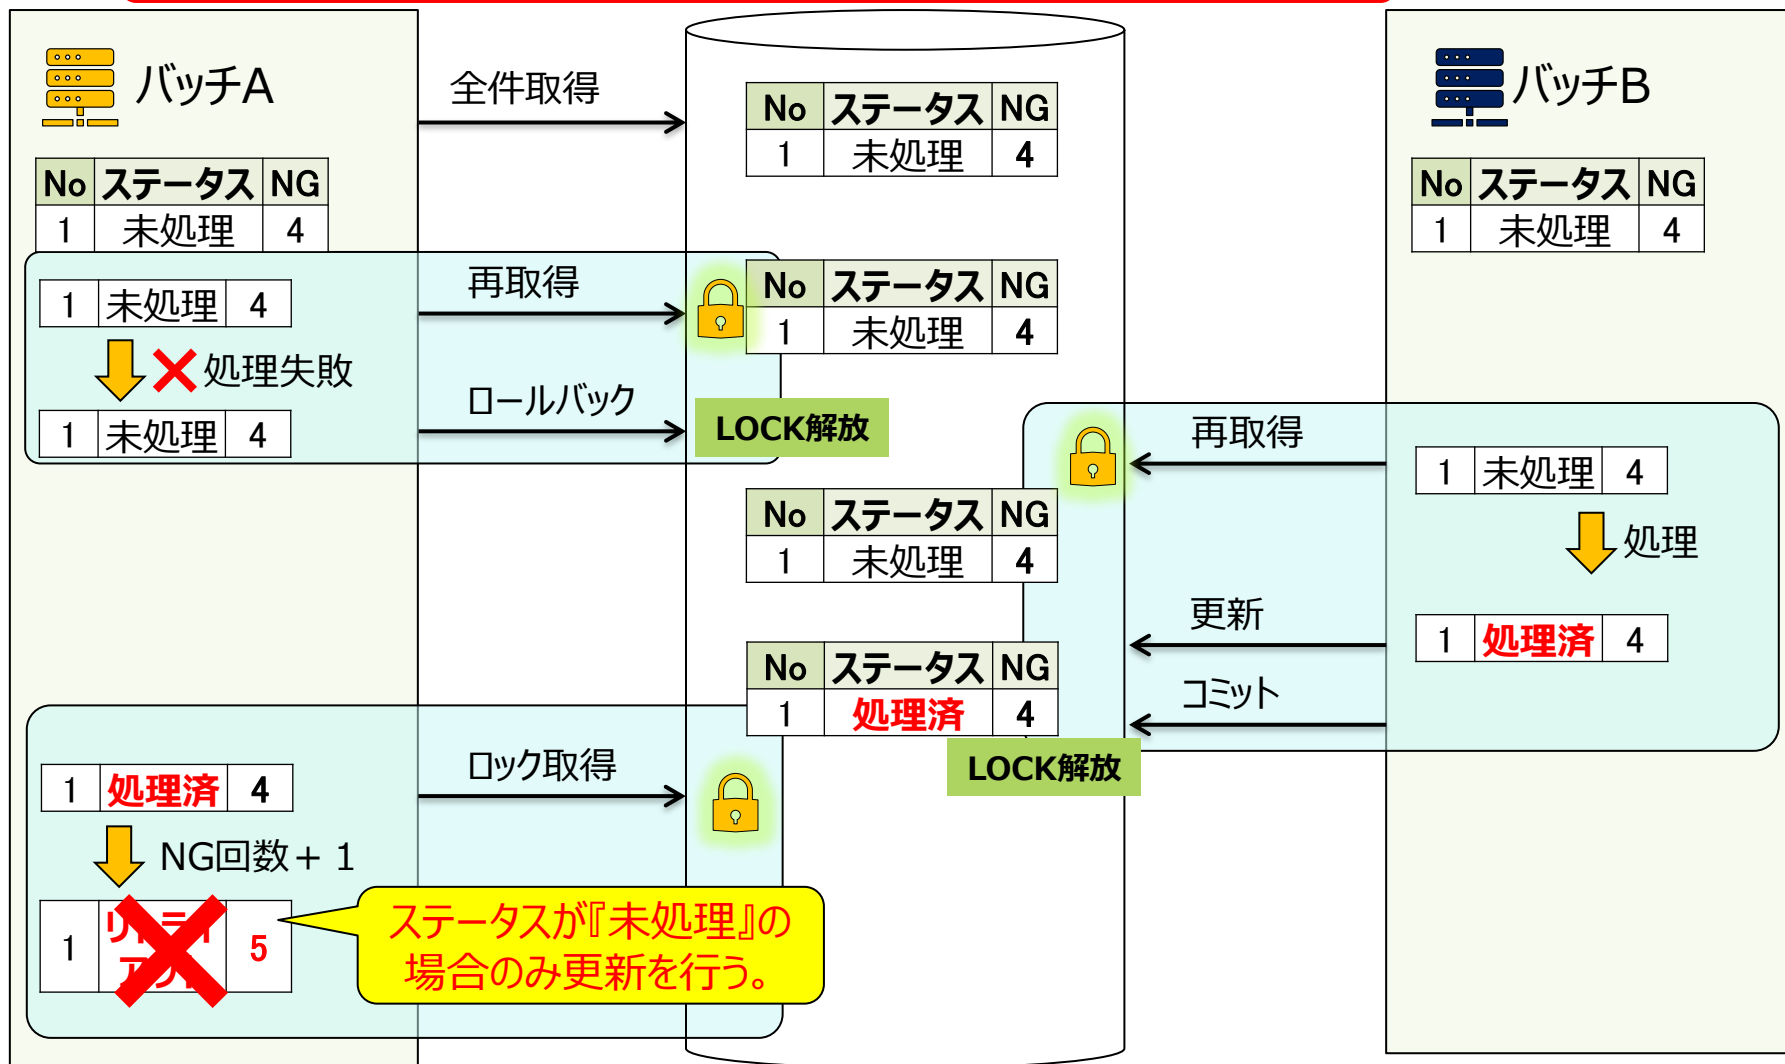 バッチA
No ステータス NG
1 未処理 4
1 未処理 4
処理失敗
1 未処理 4
全件取得
再取得
ロールバック
No ステータス NG
1 未処理 4
No ステータス NG
1 未処理 4
LOCK解放
No ステータス NG
1 未処理 4
No ステータス NG
1 処理済 4
LOCK解放
バッチB
No ステータス NG
1 未処理 4
再取得
1 未処理 4
処理
更新
1 処理済 4
コミット
ロック取得
1 処理済 4
NG回数+1
1 5
ステータスが『未処理』の
場合のみ更新を行う。